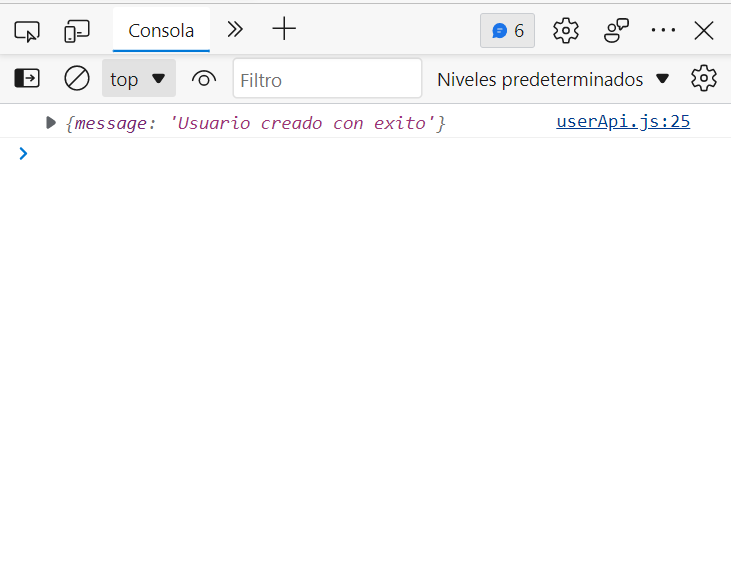 Consola 6
top Filtro Niveles predeterminados
{message: 'Usuario creado con exito'} userApi.js:25